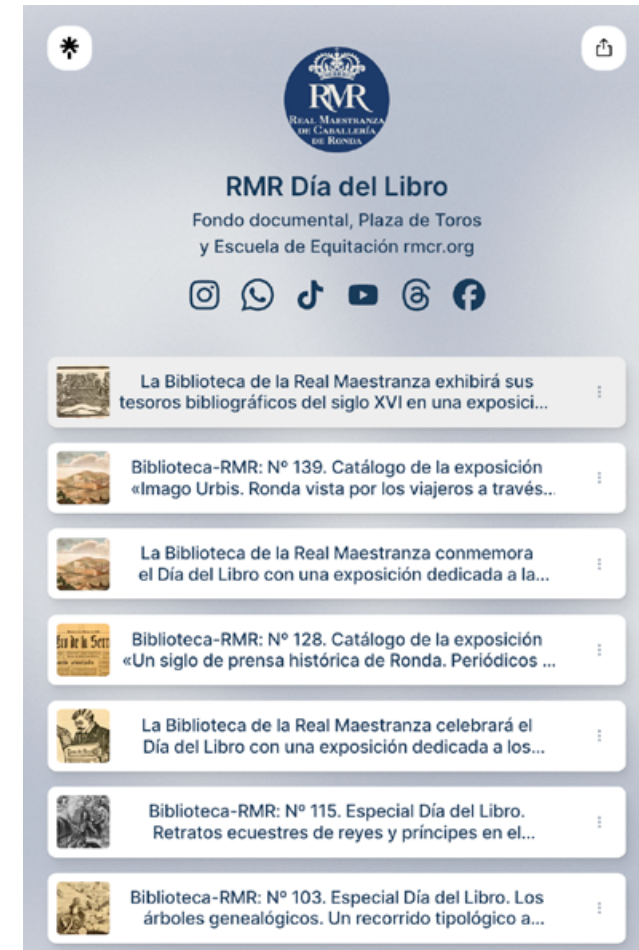 RMR
REAL MAESTRANZA
DE CABALLERÍA
DE RONDA
RMR Día del Libro
Fondo documental, Plaza de Toros
y Escuela de Equitación rmcr.org
La Biblioteca de la Real Maestranza exhibirá sus
tesoros bibliográficos del siglo XVI en una exposici...
Biblioteca-RMR: Nº 139. Catálogo de la exposición
«Imago Urbis. Ronda vista por los viajeros a través...
La Biblioteca de la Real Maestranza conmemora
el Día del Libro con una exposición dedicada a la...
Biblioteca-RMR: Nº 128. Catálogo de la exposición
«Un siglo de prensa histórica de Ronda. Periódicos ...
La Biblioteca de la Real Maestranza celebrará el
Día del Libro con una exposición dedicada a los...
Biblioteca-RMR: Nº 115. Especial Día del Libro.
Retratos ecuestres de reyes y príncipes en el...
Biblioteca-RMR: Nº 103. Especial Día del Libro. Los
árboles genealógicos. Un recorrido tipológico a...